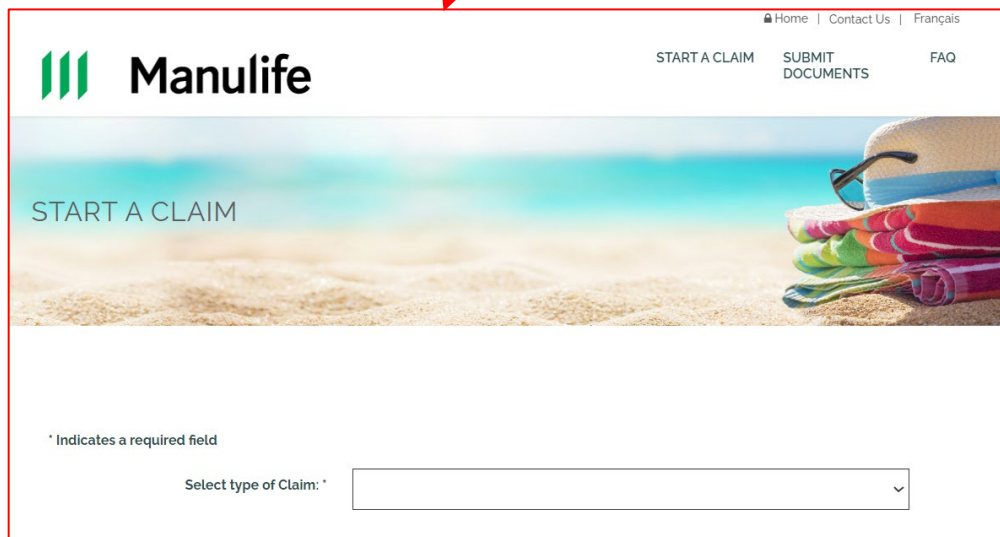 Home | Contact Us | Français
Manulife
START A CLAIM
SUBMIT
DOCUMENTS
FAQ
START A CLAIM
* Indicates a required field
Select type of Claim: *